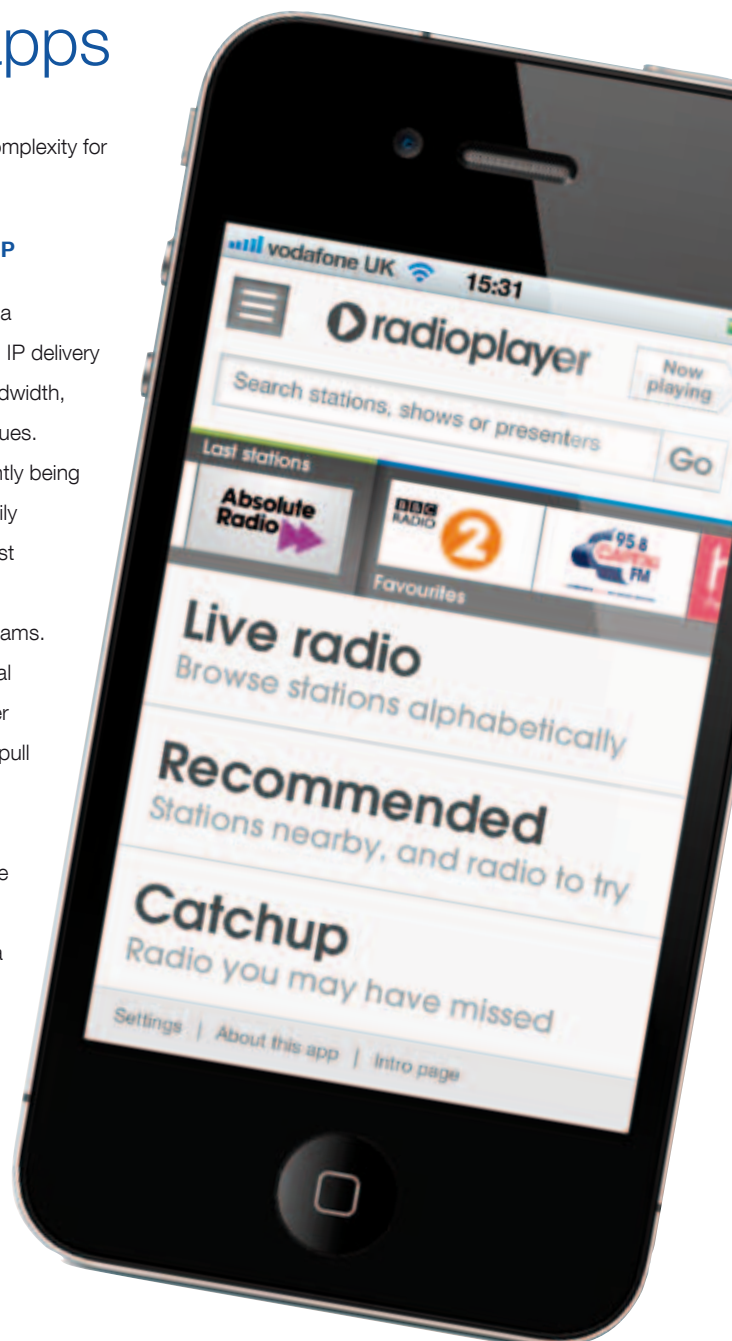 apps
omplexity for
P
a
IP delivery
dwidth,
ues.
ntly being
ily
st
ams.
al
er
pull
e
a
vodafone UK 15:31
radioplayer
Now
playing
Search stations, shows or presenters
Go
Last stations
Absolute
Radio
BBC
RADIO
2
95.8
CAPITAL
FM
Favourites
Live radio
Browse stations alphabetically
Recommended
Stations nearby, and radio to try
Catchup
Radio you may have missed
Settings | About this app | Intro page